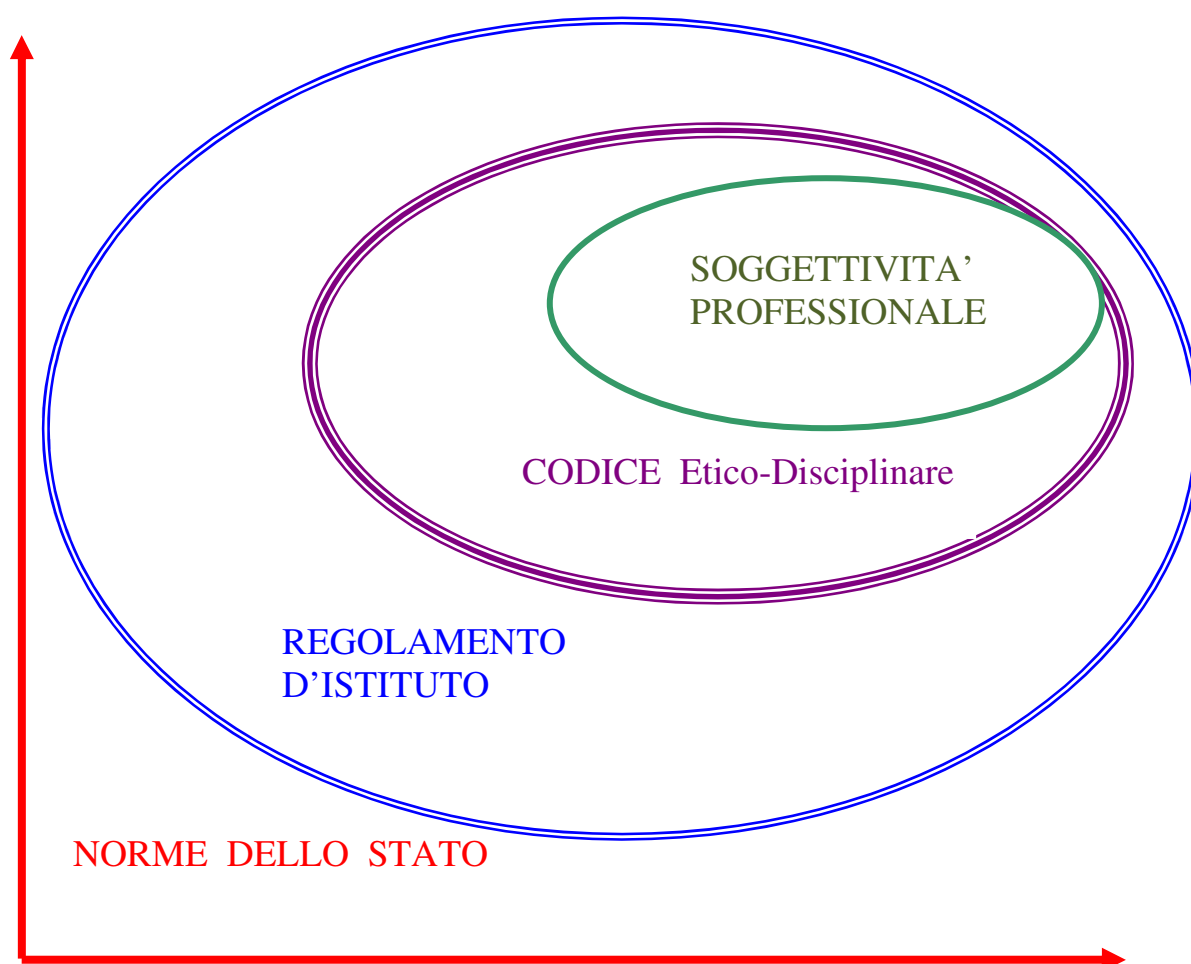 SOGGETTIVITA’
PROFESSIONALE
CODICE Etico-Disciplinare
REGOLAMENTO
D’ISTITUTO
NORME DELLO STATO